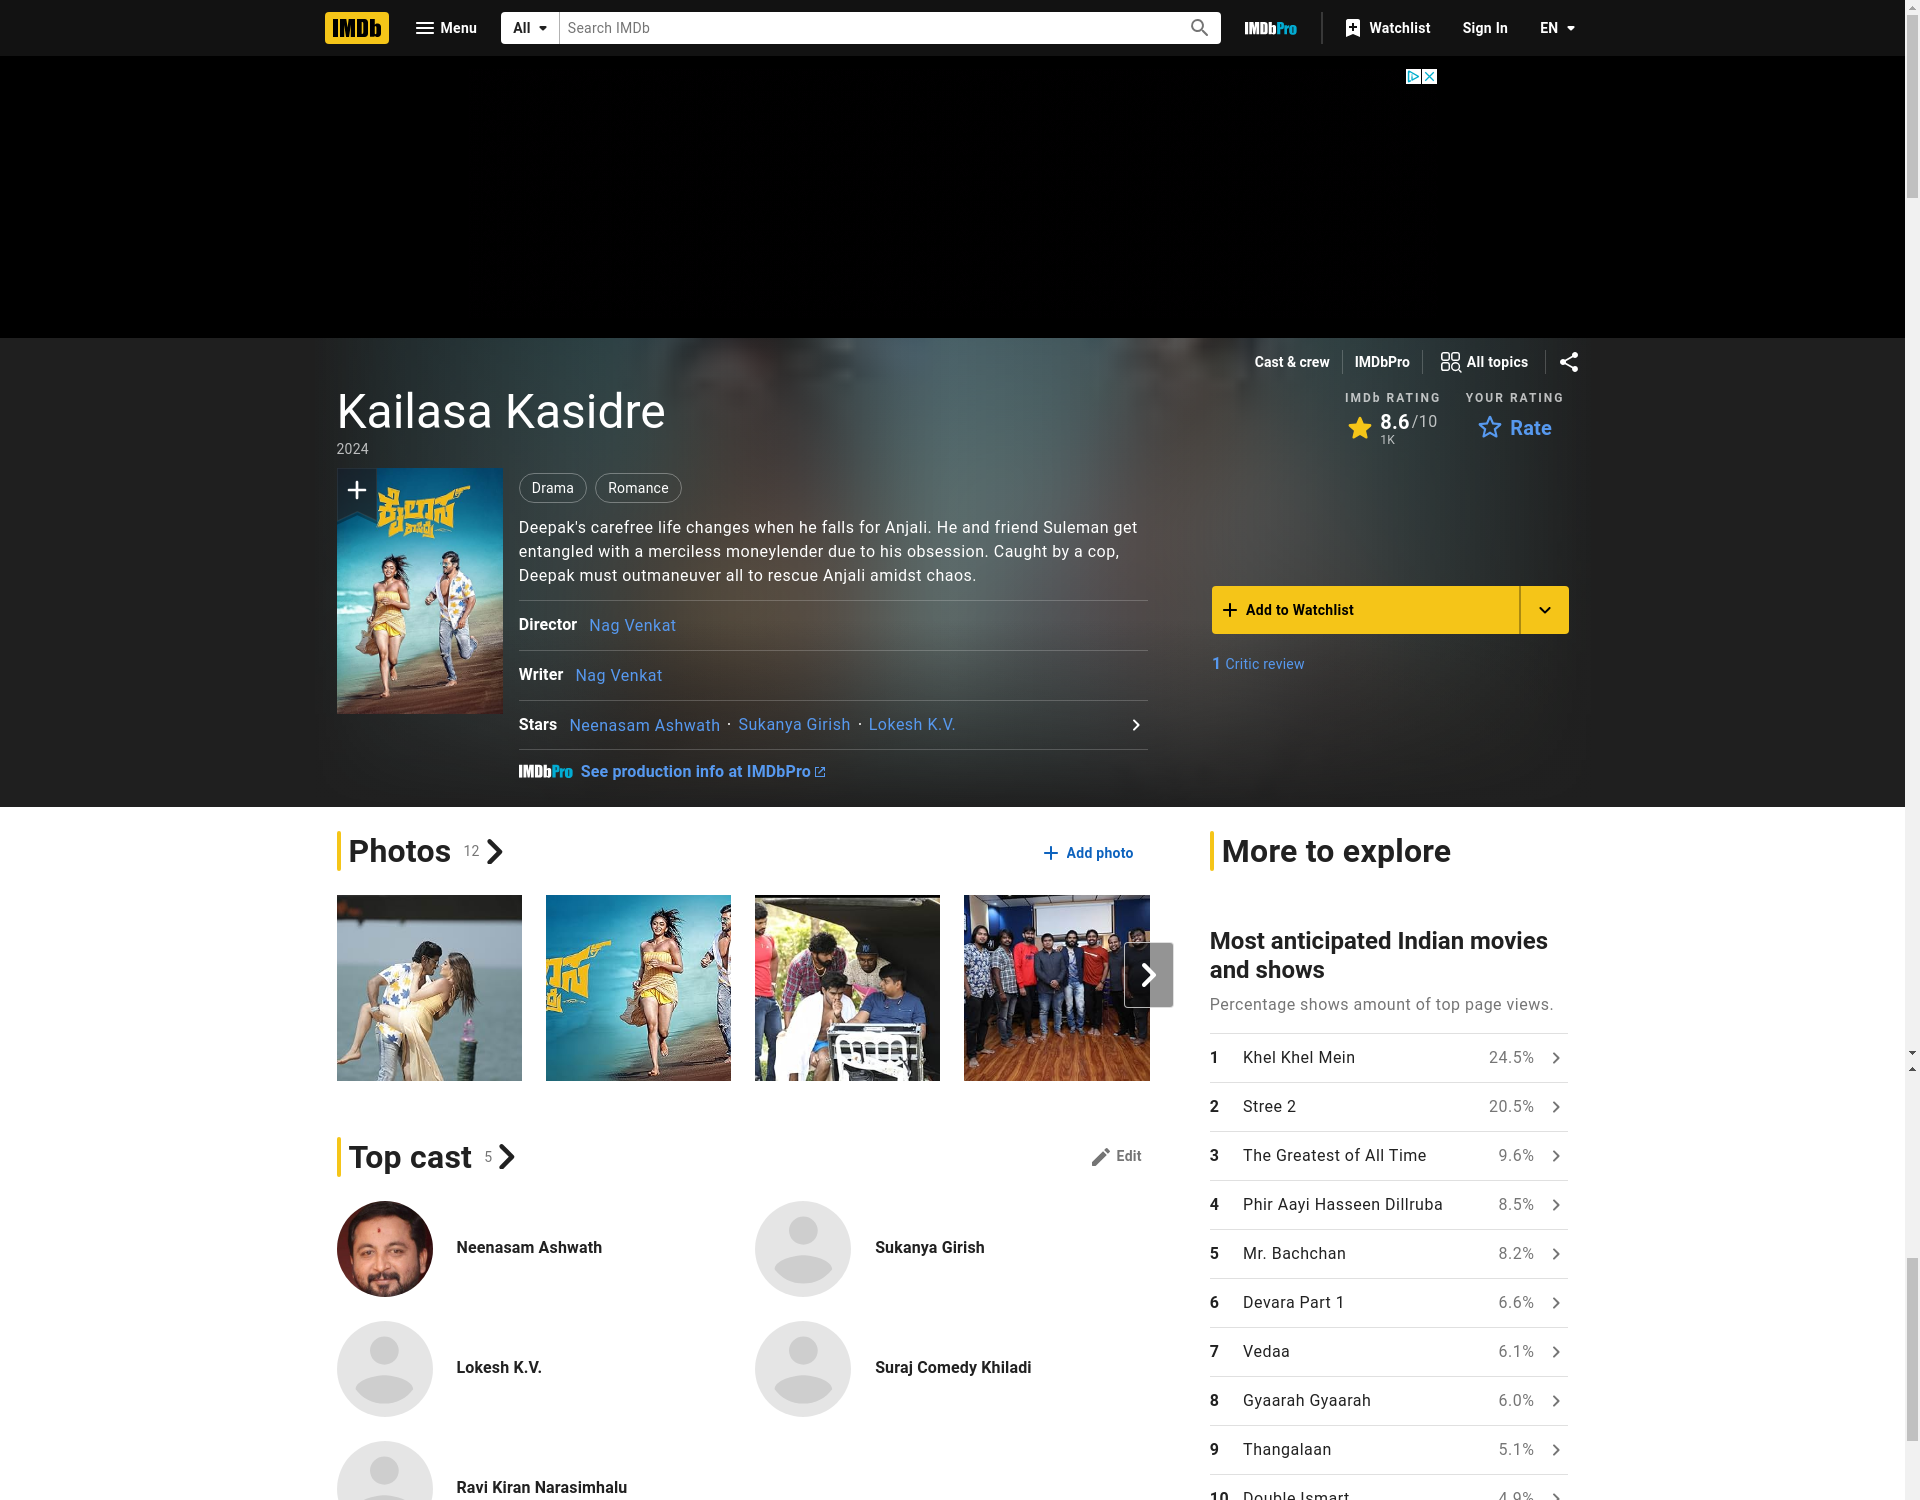 IMDb
Menu
All
Search IMDb
IMDbPro
Watchlist
Sign In
EN
Cast & crew
IMDbPro
All topics
Kailasa Kasidre
2024
IMDb RATING
8.6/10
1K
YOUR RATING
Rate
ಕೈಲಾಸ
ಕಾಸಿದ್ರೆ
Drama
Romance
Deepak's carefree life changes when he falls for Anjali. He and friend Suleman get
entangled with a merciless moneylender due to his obsession. Caught by a cop,
Deepak must outmaneuver all to rescue Anjali amidst chaos.
Director Nag Venkat
Writer Nag Venkat
Stars Neenasam Ashwath · Sukanya Girish · Lokesh K.V.
IMDbPro See production info at IMDbPro
Add to Watchlist
1 Critic review
Photos 12
Add photo
Top cast 5
Edit
Neenasam Ashwath
Sukanya Girish
Lokesh K.V.
Suraj Comedy Khiladi
Ravi Kiran Narasimhalu
More to explore
Most anticipated Indian movies
and shows
Percentage shows amount of top page views.
1 Khel Khel Mein 24.5%
2 Stree 2 20.5%
3 The Greatest of All Time 9.6%
4 Phir Aayi Hasseen Dillruba 8.5%
5 Mr. Bachchan 8.2%
6 Devara Part 1 6.6%
7 Vedaa 6.1%
8 Gyaarah Gyaarah 6.0%
9 Thangalaan 5.1%
10 Double Ismart 4.9%